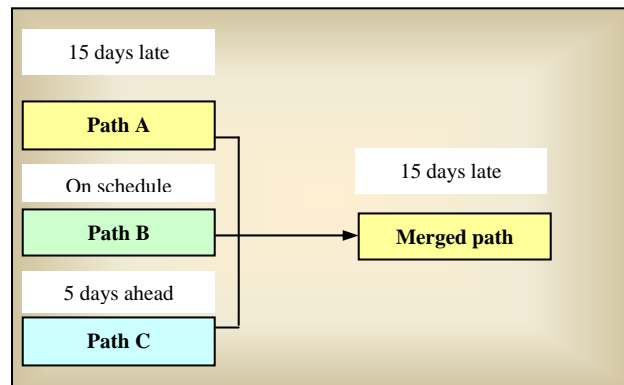 15 days late
Path A
On schedule
Path B
5 days ahead
Path C
15 days late
Merged path